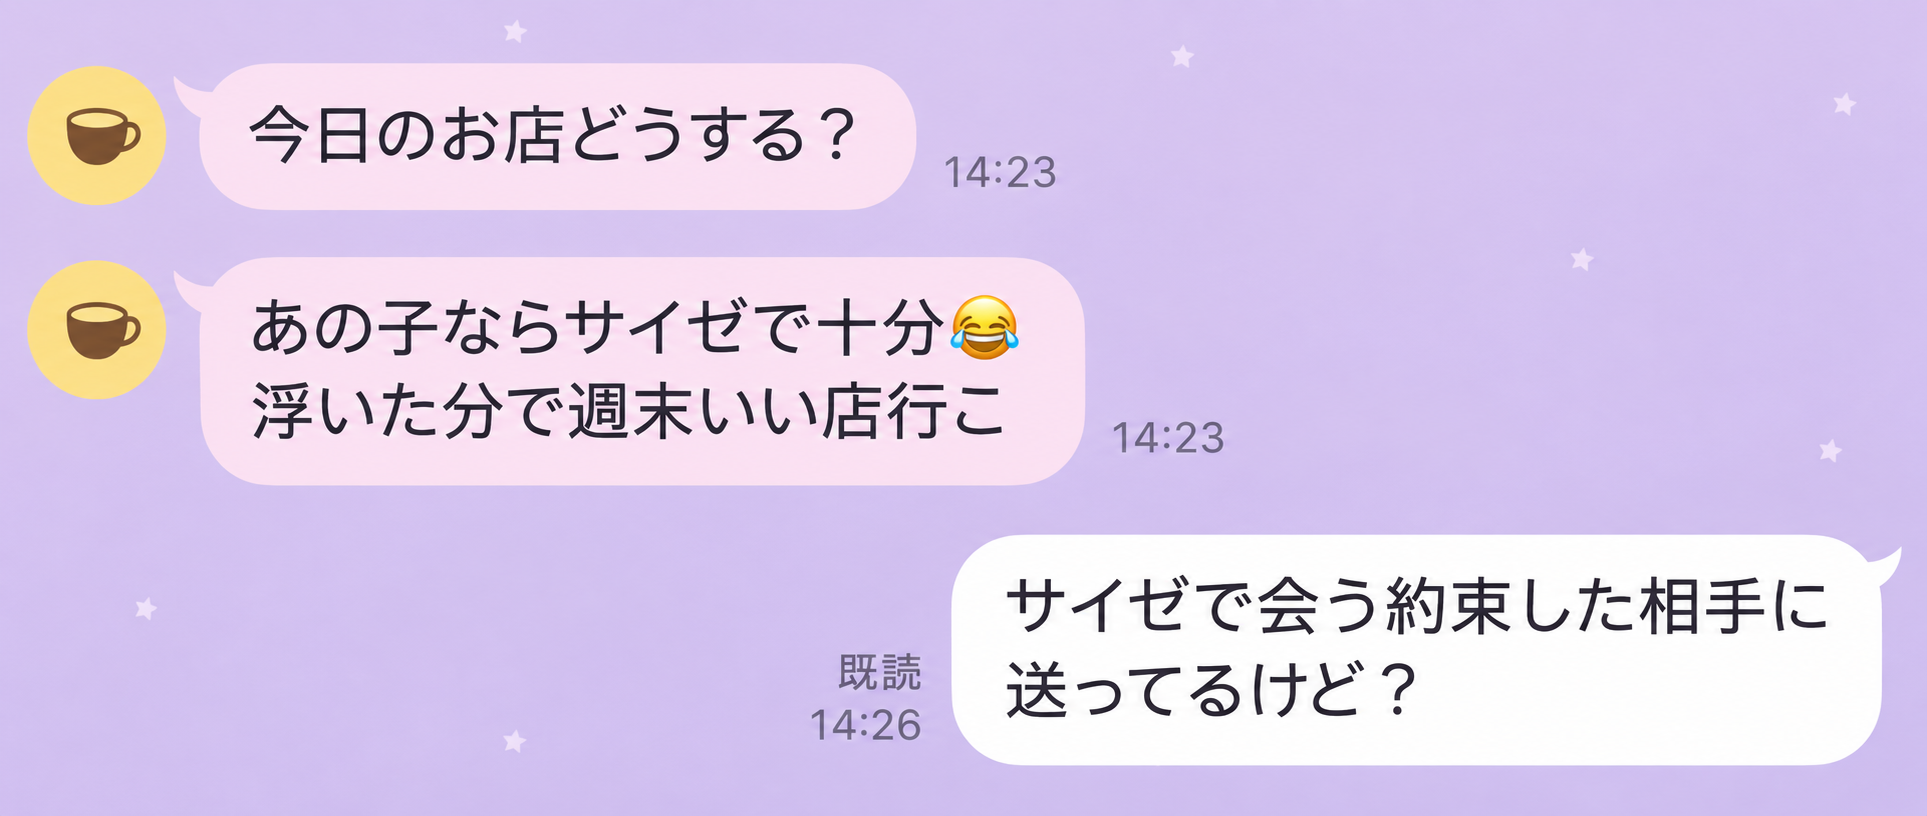 今日のお店どうする？
14:23
あの子ならサイゼで十分😂
浮いた分で週末いい店行こ
14:23
サイゼで会う約束した相手に
送ってるけど？
既読
14:26